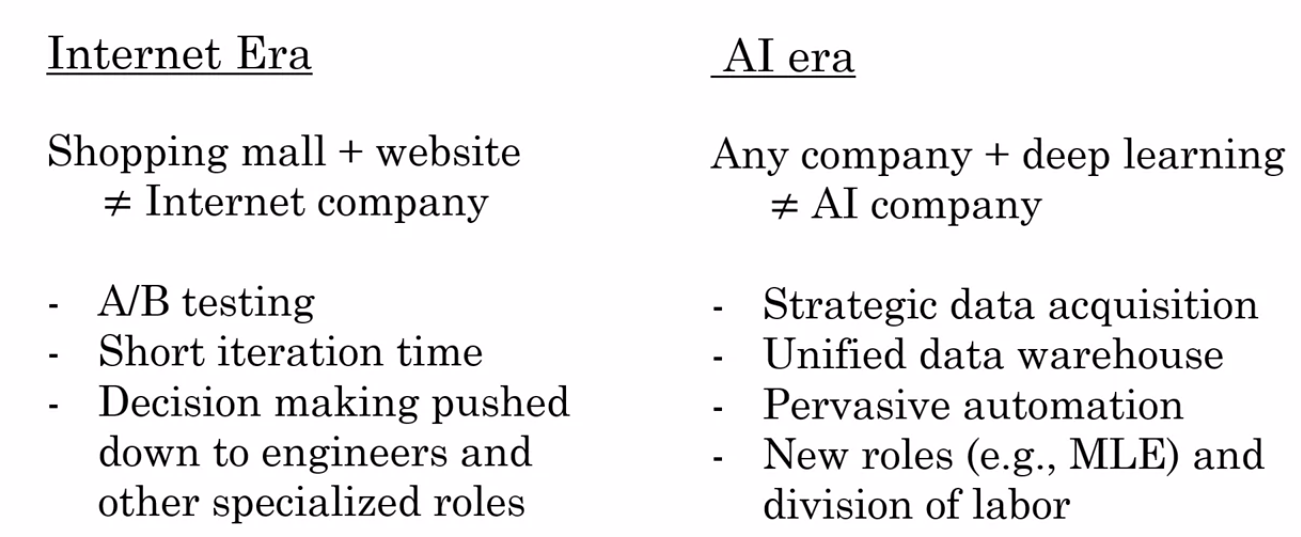 Internet Era
Shopping mall + website
≠ Internet company
- A/B testing
- Short iteration time
- Decision making pushed
down to engineers and
other specialized roles
AI era
Any company + deep learning
≠ AI company
- Strategic data acquisition
- Unified data warehouse
- Pervasive automation
- New roles (e.g., MLE) and
division of labor